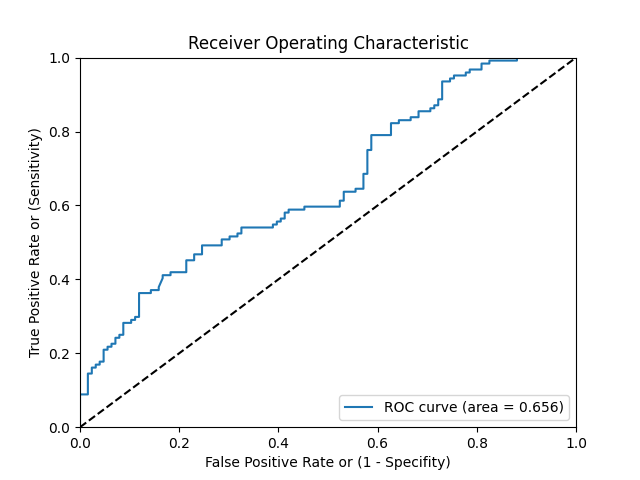 Receiver Operating Characteristic
1.0
0.8
0.6
0.4
0.2
0.0
True Positive Rate or (Sensitivity)
ROC curve (area = 0.656)
0.0 0.2 0.4 0.6 0.8 1.0
False Positive Rate or (1 - Specifity)